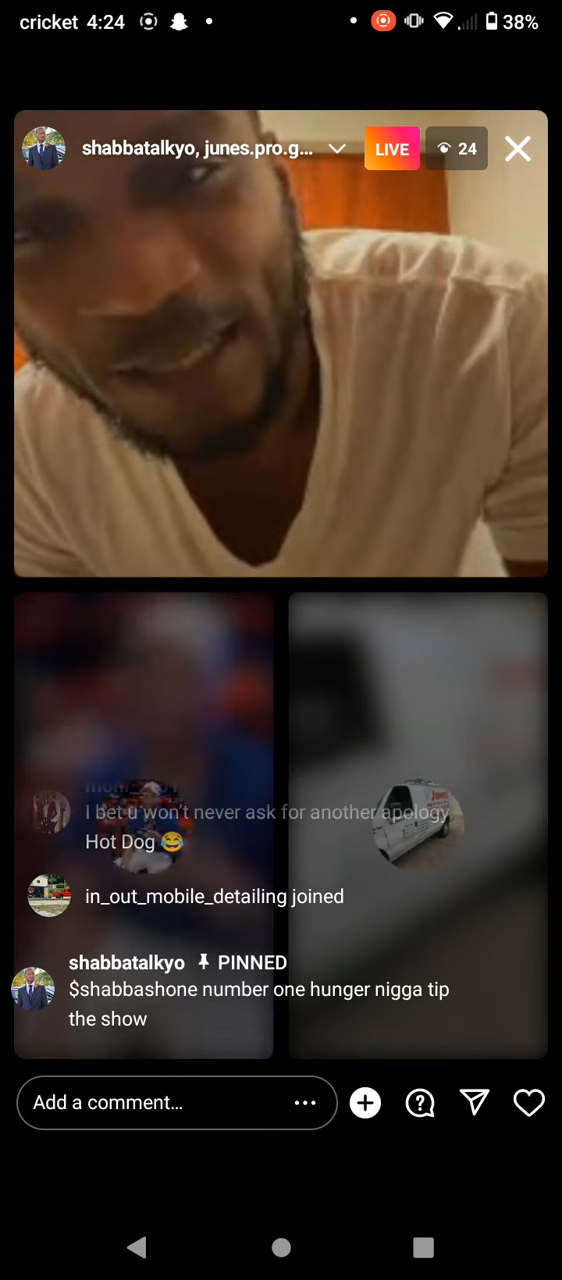 cricket 4:24
38%
shabbatalkyo, junes.pro.g...
LIVE
24
I bet u won't never ask for another apology
Hot Dog 😂
in_out_mobile_detailing joined
shabbatalkyo PINNED
$shabbashone number one hunger nigga tip
the show
Add a comment...